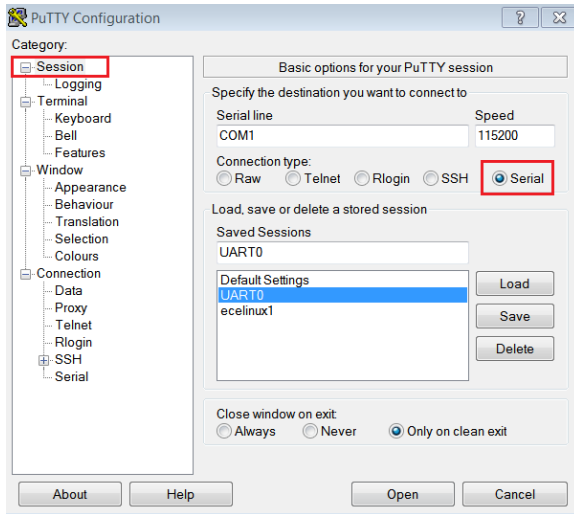 PuTTY Configuration
Category:
Session
Logging
Terminal
Keyboard
Bell
Features
Window
Appearance
Behaviour
Translation
Selection
Colours
Connection
Data
Proxy
Telnet
Rlogin
SSH
Serial
Basic options for your PuTTY session
Specify the destination you want to connect to
Serial line Speed
COM1 115200
Connection type:
Raw Telnet Rlogin SSH Serial
Load, save or delete a stored session
Saved Sessions
UART0
Default Settings
UART0
ecelinux1
Load
Save
Delete
Close window on exit:
Always Never Only on clean exit
About Help Open Cancel